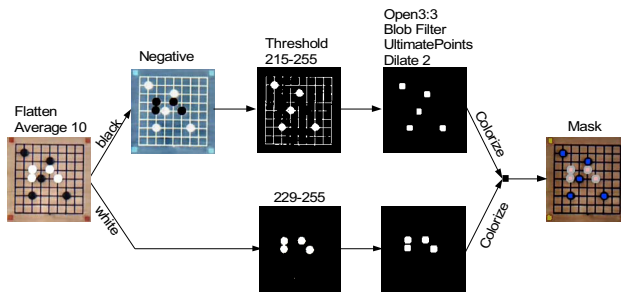 Flatten
Average 10
black
white
Negative
Threshold
215-255
229-255
Open3:3
Blob Filter
UltimatePoints
Dilate 2
Colorize
Colorize
Mask